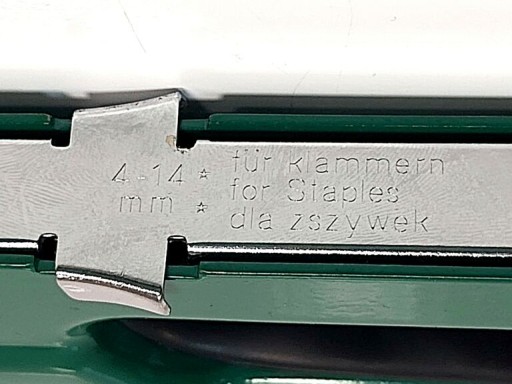 4-14 * für klammern
mm * for Staples
dla zszywek